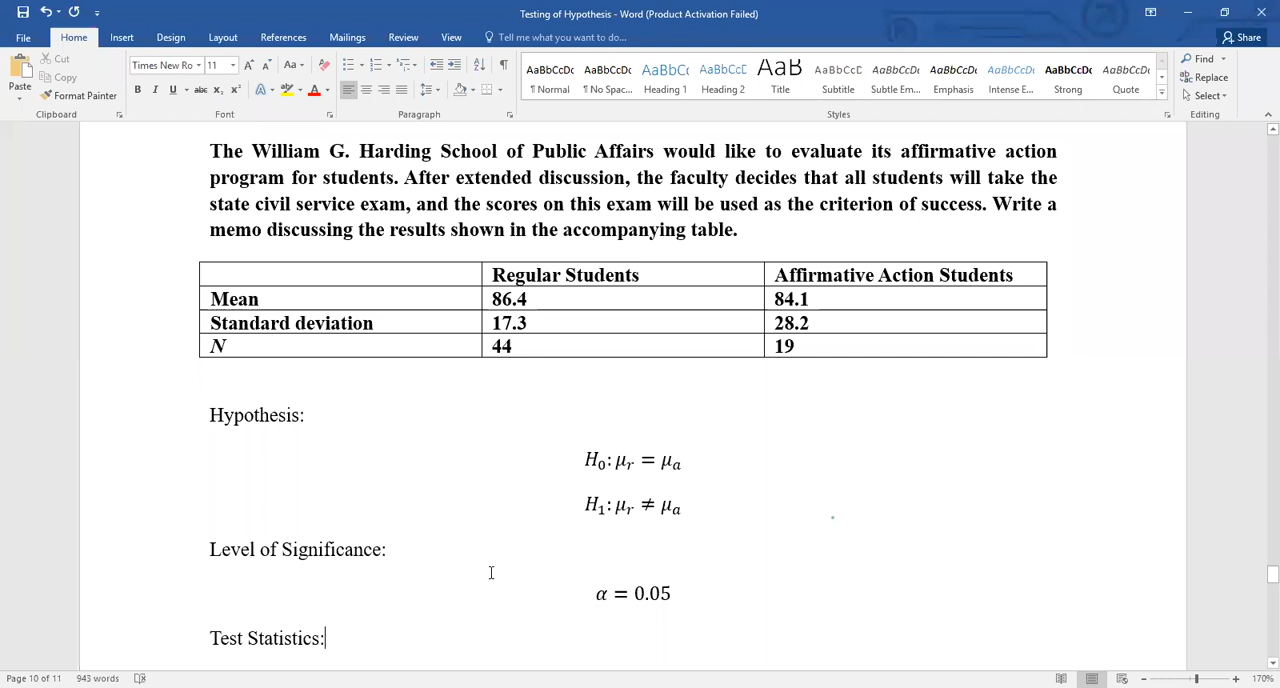 Testing of Hypothesis - Word (Product Activation Failed)
File Home Insert Design Layout References Mailings Review View Tell me what you want to do... Share
Paste Cut Copy Format Painter Clipboard
Times New Ro 11 Font
Paragraph
AaBbCcDc AaBbCcDc AaBbCc AaBbCcDc AaB AaBbCcD AaBbCcDc AaBbCcDc AaBbCcDc AaBbCcDc AaBbCcDc
¶ Normal ¶ No Spac... Heading 1 Heading 2 Title Subtitle Subtle Em... Emphasis Intense E... Strong Quote
Styles
Find Replace Select Editing
The William G. Harding School of Public Affairs would like to evaluate its affirmative action
program for students. After extended discussion, the faculty decides that all students will take the
state civil service exam, and the scores on this exam will be used as the criterion of success. Write a
memo discussing the results shown in the accompanying table.
Regular Students Affirmative Action Students
Mean 86.4 84.1
Standard deviation 17.3 28.2
N 44 19
Hypothesis:
H₀: μᵣ = μₐ
H₁: μᵣ ≠ μₐ
Level of Significance:
α = 0.05
Test Statistics:
Page 10 of 11 943 words 170%